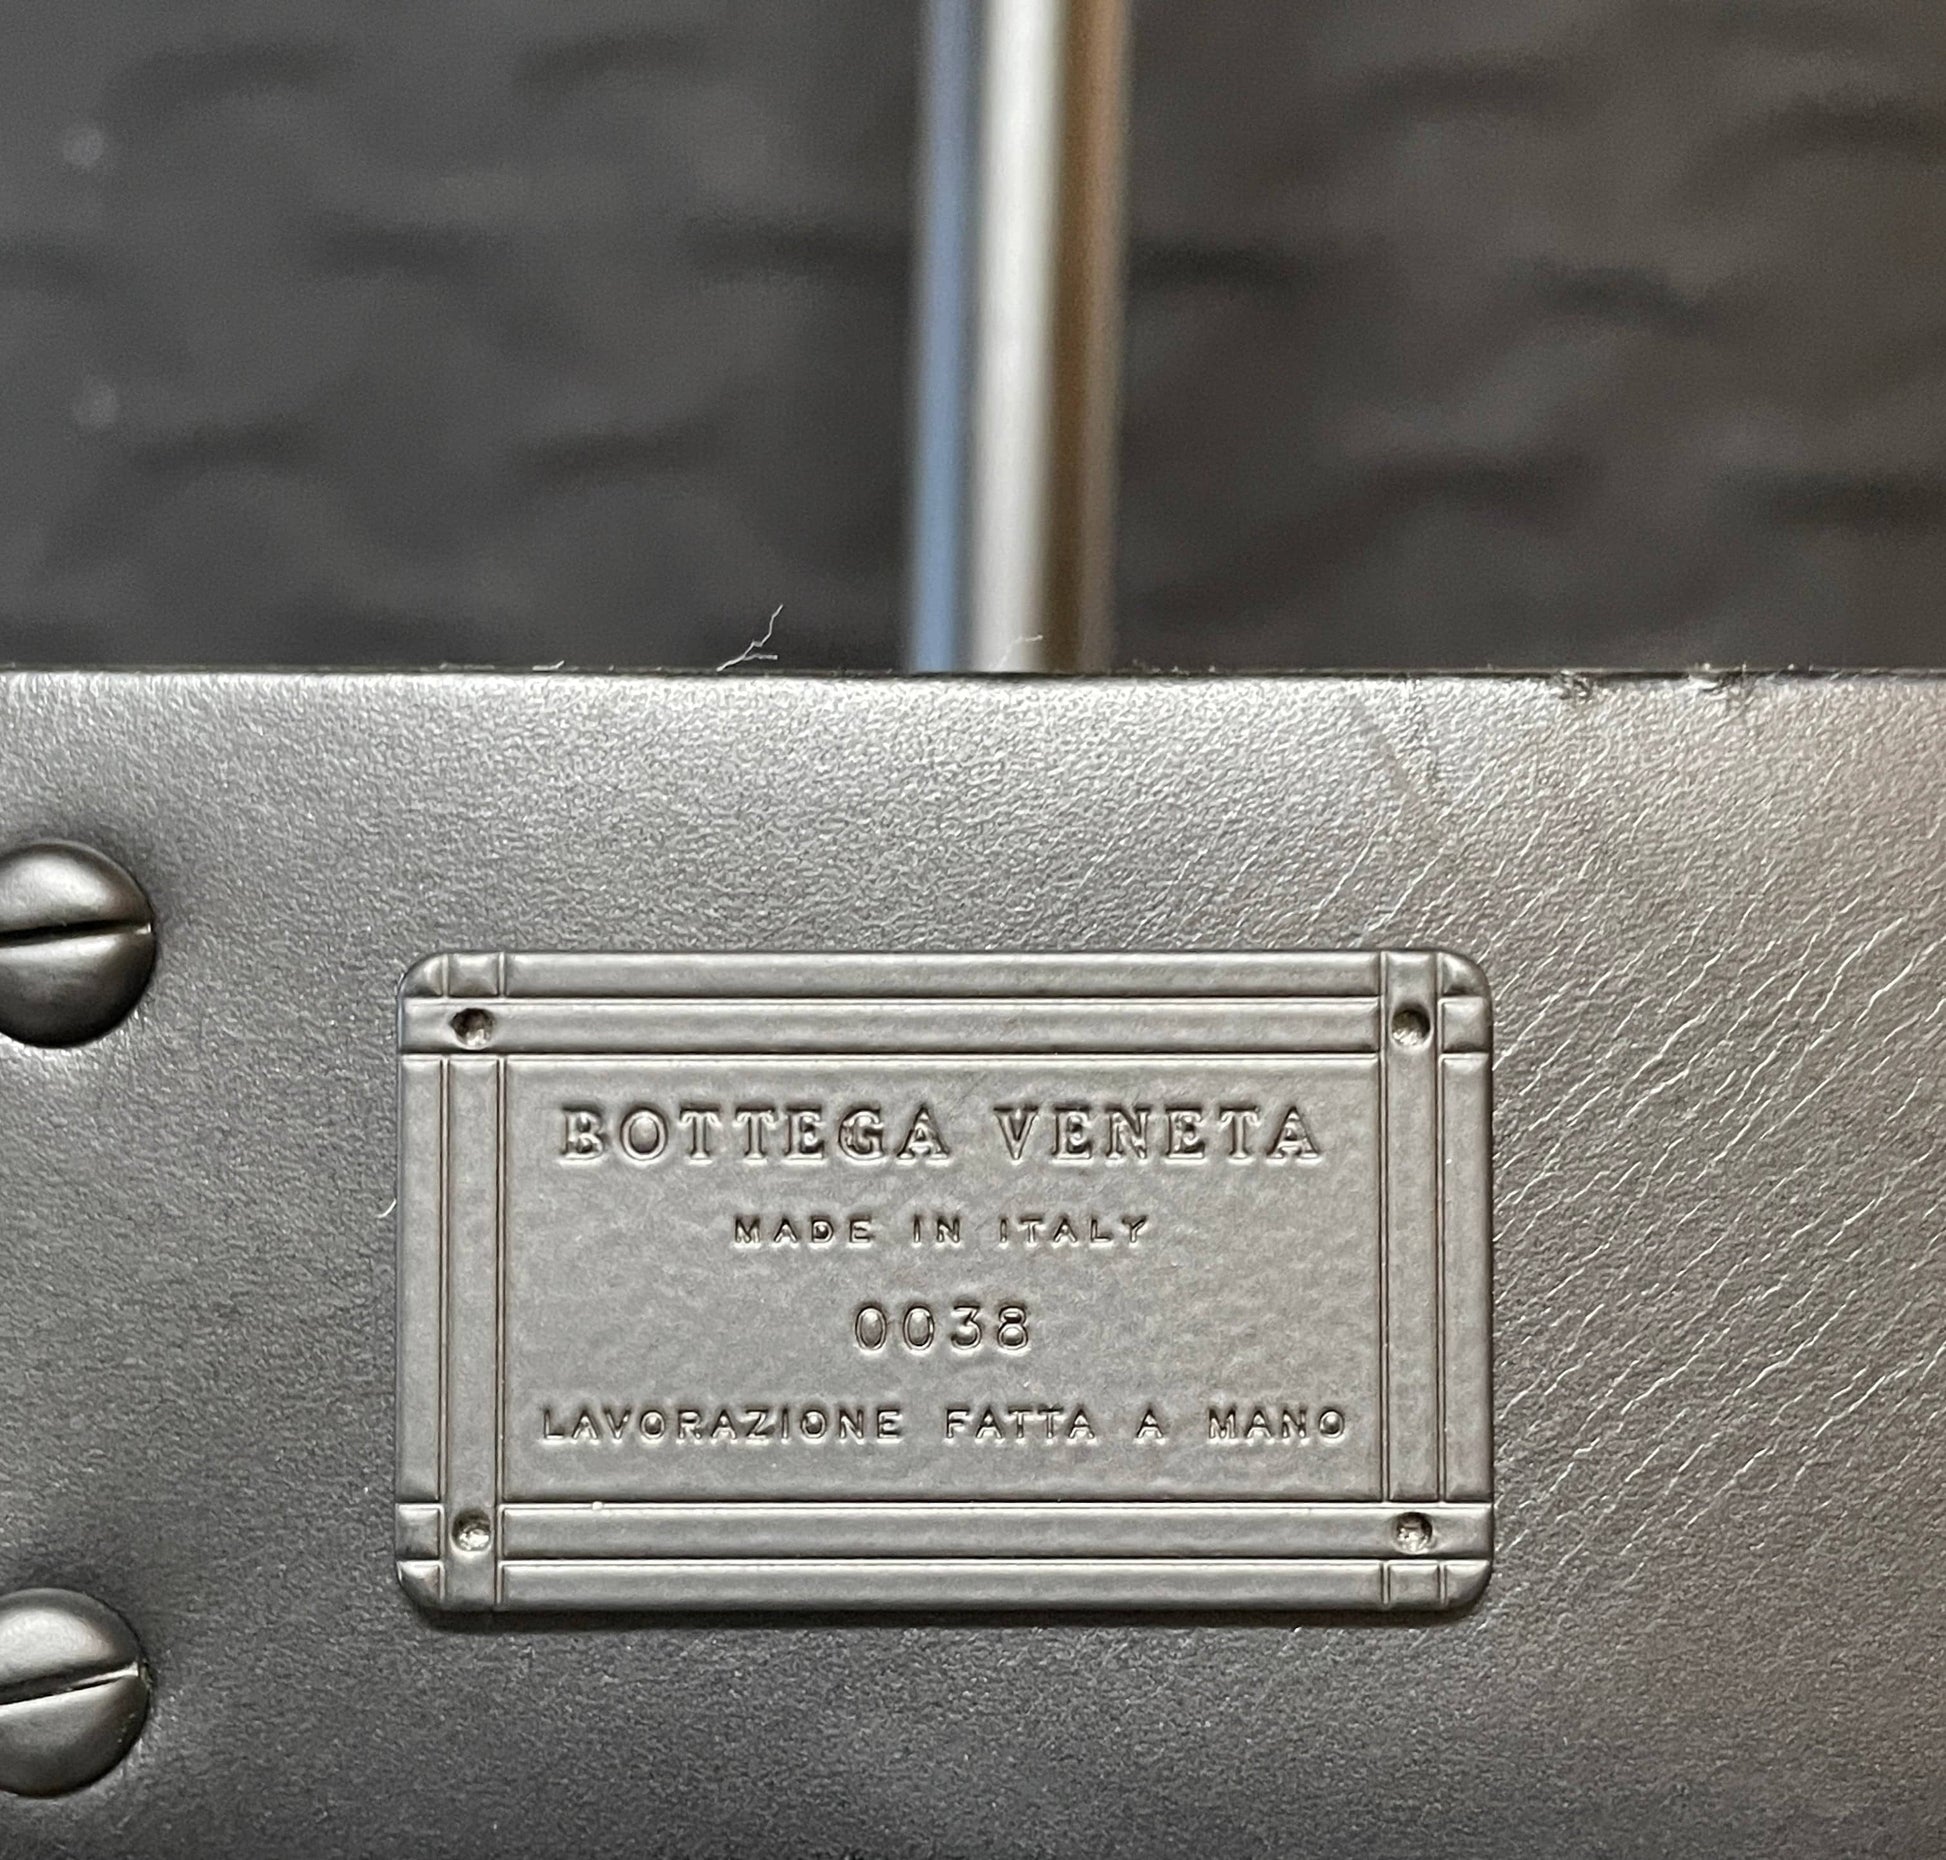 BOTTEGA VENETA
MADE IN ITALY
0038
LAVORAZIONE FATTA A MANO